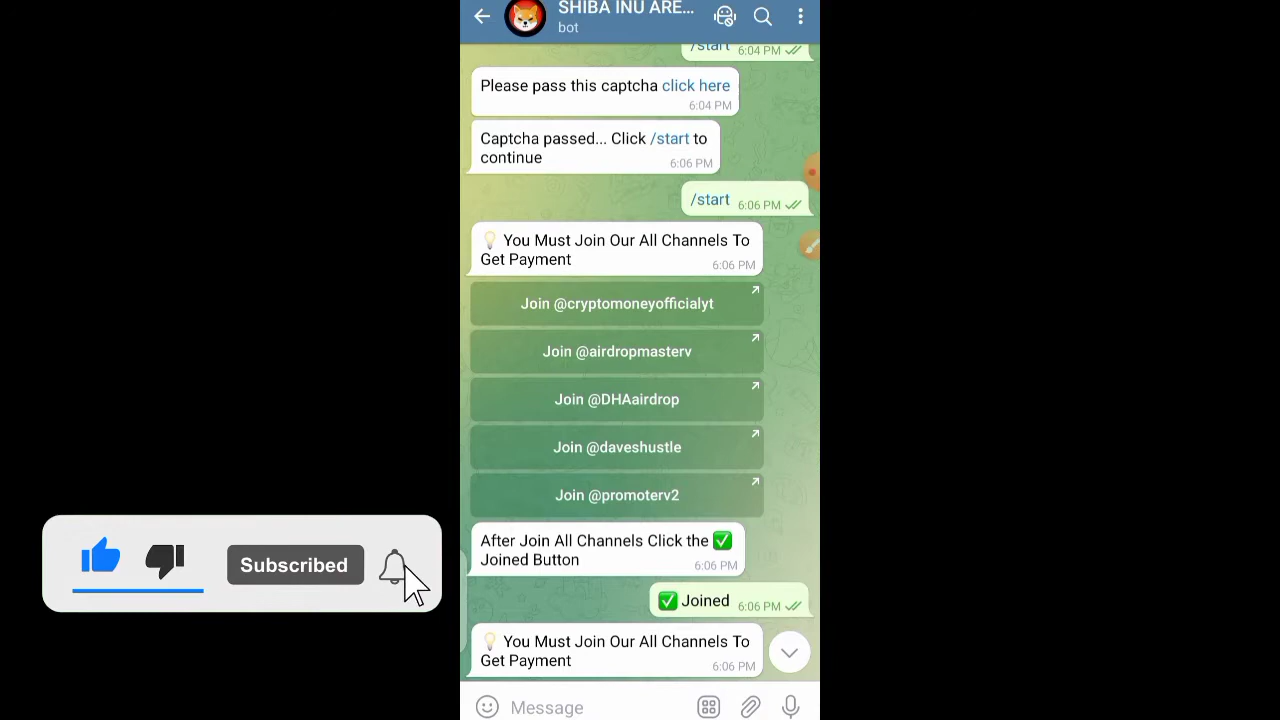 SHIBA INU ARE...
bot
/start 6:04 PM
Please pass this captcha click here
6:04 PM
Captcha passed... Click /start to
continue
6:06 PM
/start 6:06 PM
You Must Join Our All Channels To
Get Payment
6:06 PM
Join @cryptomoneyofficialyt
Join @airdropmasterv
Join @DHAairdrop
Join @daveshustle
Join @promoterv2
After Join All Channels Click the ✅
Joined Button
6:06 PM
✅ Joined 6:06 PM
You Must Join Our All Channels To
Get Payment
6:06 PM
Message
Subscribed